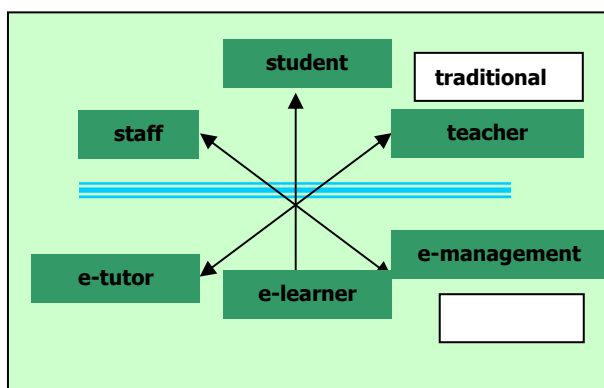 student
traditional
staff
teacher
e-management
e-tutor
e-learner